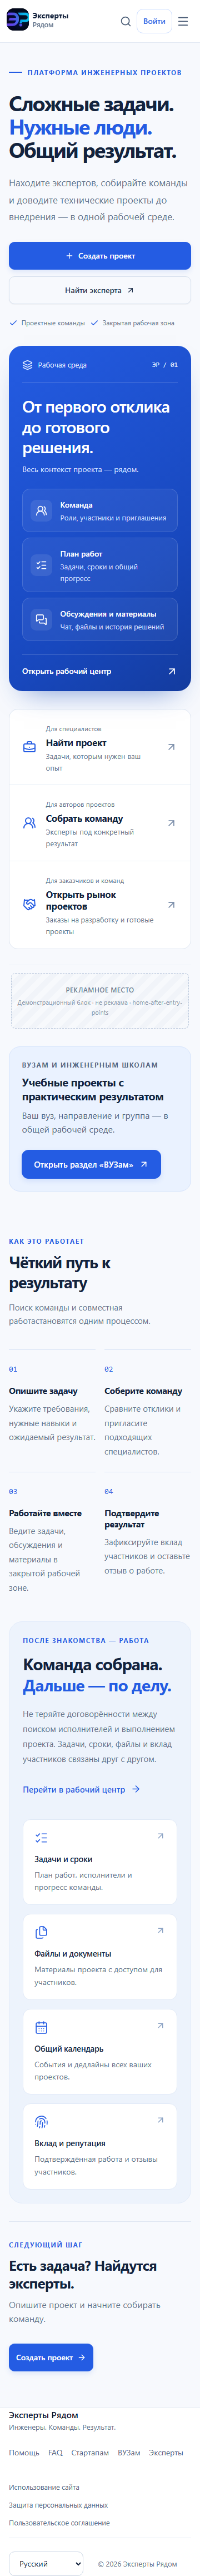 ЭР
Эксперты
Рядом
Войти
ПЛАТФОРМА ИНЖЕНЕРНЫХ ПРОЕКТОВ
Сложные задачи.
Нужные люди.
Общий результат.
Находите экспертов, собирайте команды
и доводите технические проекты до
внедрения — в одной рабочей среде.
Создать проект
Найти эксперта
Проектные команды
Закрытая рабочая зона
Рабочая среда
ЭР / 01
От первого отклика
до готового
решения.
Весь контекст проекта — рядом.
Команда
Роли, участники и приглашения
План работ
Задачи, сроки и общий
прогресс
Обсуждения и материалы
Чат, файлы и история решений
Открыть рабочий центр
Для специалистов
Найти проект
Задачи, которым нужен ваш
опыт
Для авторов проектов
Собрать команду
Эксперты под конкретный
результат
Для заказчиков и команд
Открыть рынок
проектов
Заказы на разработку и готовые
проекты
РЕКЛАМНОЕ МЕСТО
Демонстрационный блок · не реклама · home-after-entry-
points
ВУЗАМ И ИНЖЕНЕРНЫМ ШКОЛАМ
Учебные проекты с
практическим результатом
Ваш вуз, направление и группа — в
общей рабочей среде.
Открыть раздел «ВУЗам»
КАК ЭТО РАБОТАЕТ
Чёткий путь к
результату
Поиск команды и совместная
работастановятся одним процессом.
01
Опишите задачу
Укажите требования,
нужные навыки и
ожидаемый результат.
02
Соберите команду
Сравните отклики и
пригласите
подходящих
специалистов.
03
Работайте вместе
Ведите задачи,
обсуждения и
материалы в
закрытой рабочей
зоне.
04
Подтвердите
результат
Зафиксируйте вклад
участников и оставьте
отзыв о работе.
ПОСЛЕ ЗНАКОМСТВА — РАБОТА
Команда собрана.
Дальше — по делу.
Не теряйте договорённости между
поиском исполнителя и выполнением
проекта. Задачи, сроки, файлы и вклад
участников связаны друг с другом.
Перейти в рабочий центр
Задачи и сроки
План работ, исполнители и
прогресс команды.
Файлы и документы
Материалы проекта с доступом для
участников.
Общий календарь
События и дедлайны всех ваших
проектов.
Вклад и репутация
Подтверждённая работа и отзывы
участников.
СЛЕДУЮЩИЙ ШАГ
Есть задача? Найдутся
эксперты.
Опишите проект и начните собирать
команду.
Создать проект
Эксперты Рядом
Инженеры. Команды. Результат.
Помощь
FAQ
Стартапам
ВУЗам
Эксперты
Использование сайта
Защита персональных данных
Пользовательское соглашение
Русский
© 2026 Эксперты Рядом